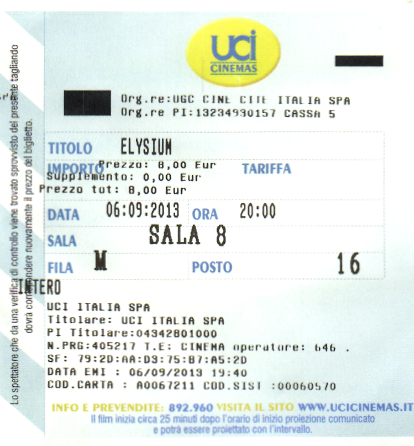 uci
CINEMAS
Org.re:UGC CINE CITE ITALIA SPA
Org.re PI:13234930157 CASSA 5
TITOLO ELYSIUM
IMPORTO Prezzo: 8,00 Eur TARIFFA
Supplemento: 0,00 Eur
Prezzo tot: 8,00 Eur
DATA 06:09:2013 ORA 20:00
SALA SALA 8
FILA M POSTO 16
INTERO
UCI ITALIA SPA
Titolare: UCI ITALIA SPA
PI Titolare:04342801000
N.PRG:405217 T.E: CINEMA operatore: 646 .
SF: 79:2D:AA:D3:75:B7:A5:2D
DATA EMI : 06/09/2013 19:40
COD.CARTA : A0067211 COD.SIST :00060570
INFO E PREVENDITE: 892.960 VISITA IL SITO WWW.UCICINEMAS.IT
Il film inizia circa 25 minuti dopo l'orario di inizio proiezione comunicato
e potrà essere proiettato con l'intervallo.
Lo spettatore che da una verifica di controllo viene trovato sprovvisto del presente tagliando
dovrà corrispondere nuovamente il prezzo del biglietto.